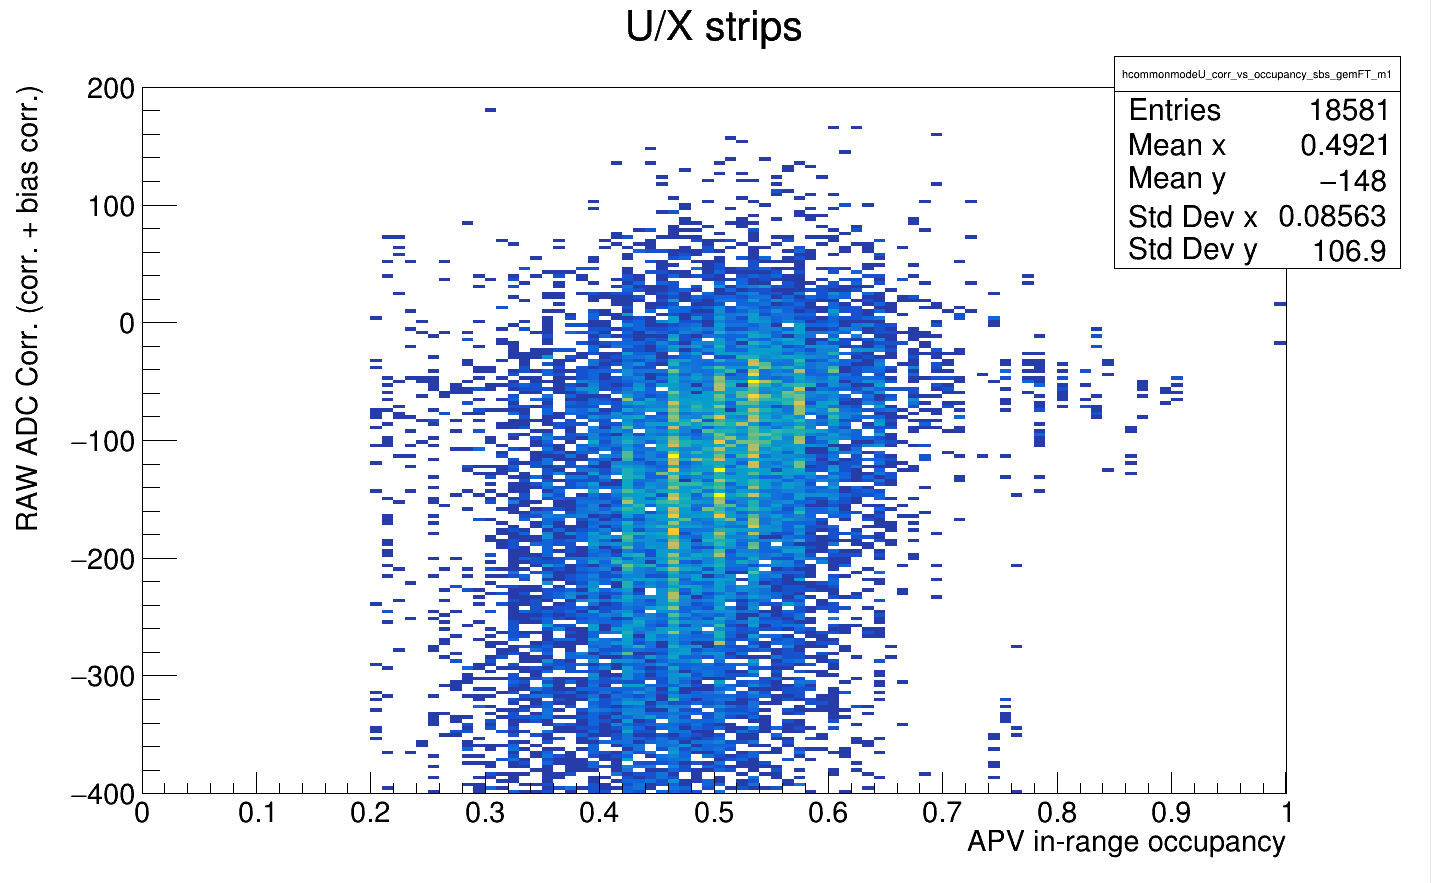 U/X strips
hcommonmodeU_corr_vs_occupancy_sbs_gemFT_m1
Entries 18581
Mean x 0.4921
Mean y −148
Std Dev x 0.08563
Std Dev y 106.9
RAW ADC Corr. (corr. + bias corr.)
200
100
0
−100
−200
−300
−400
0 0.1 0.2 0.3 0.4 0.5 0.6 0.7 0.8 0.9 1
APV in-range occupancy